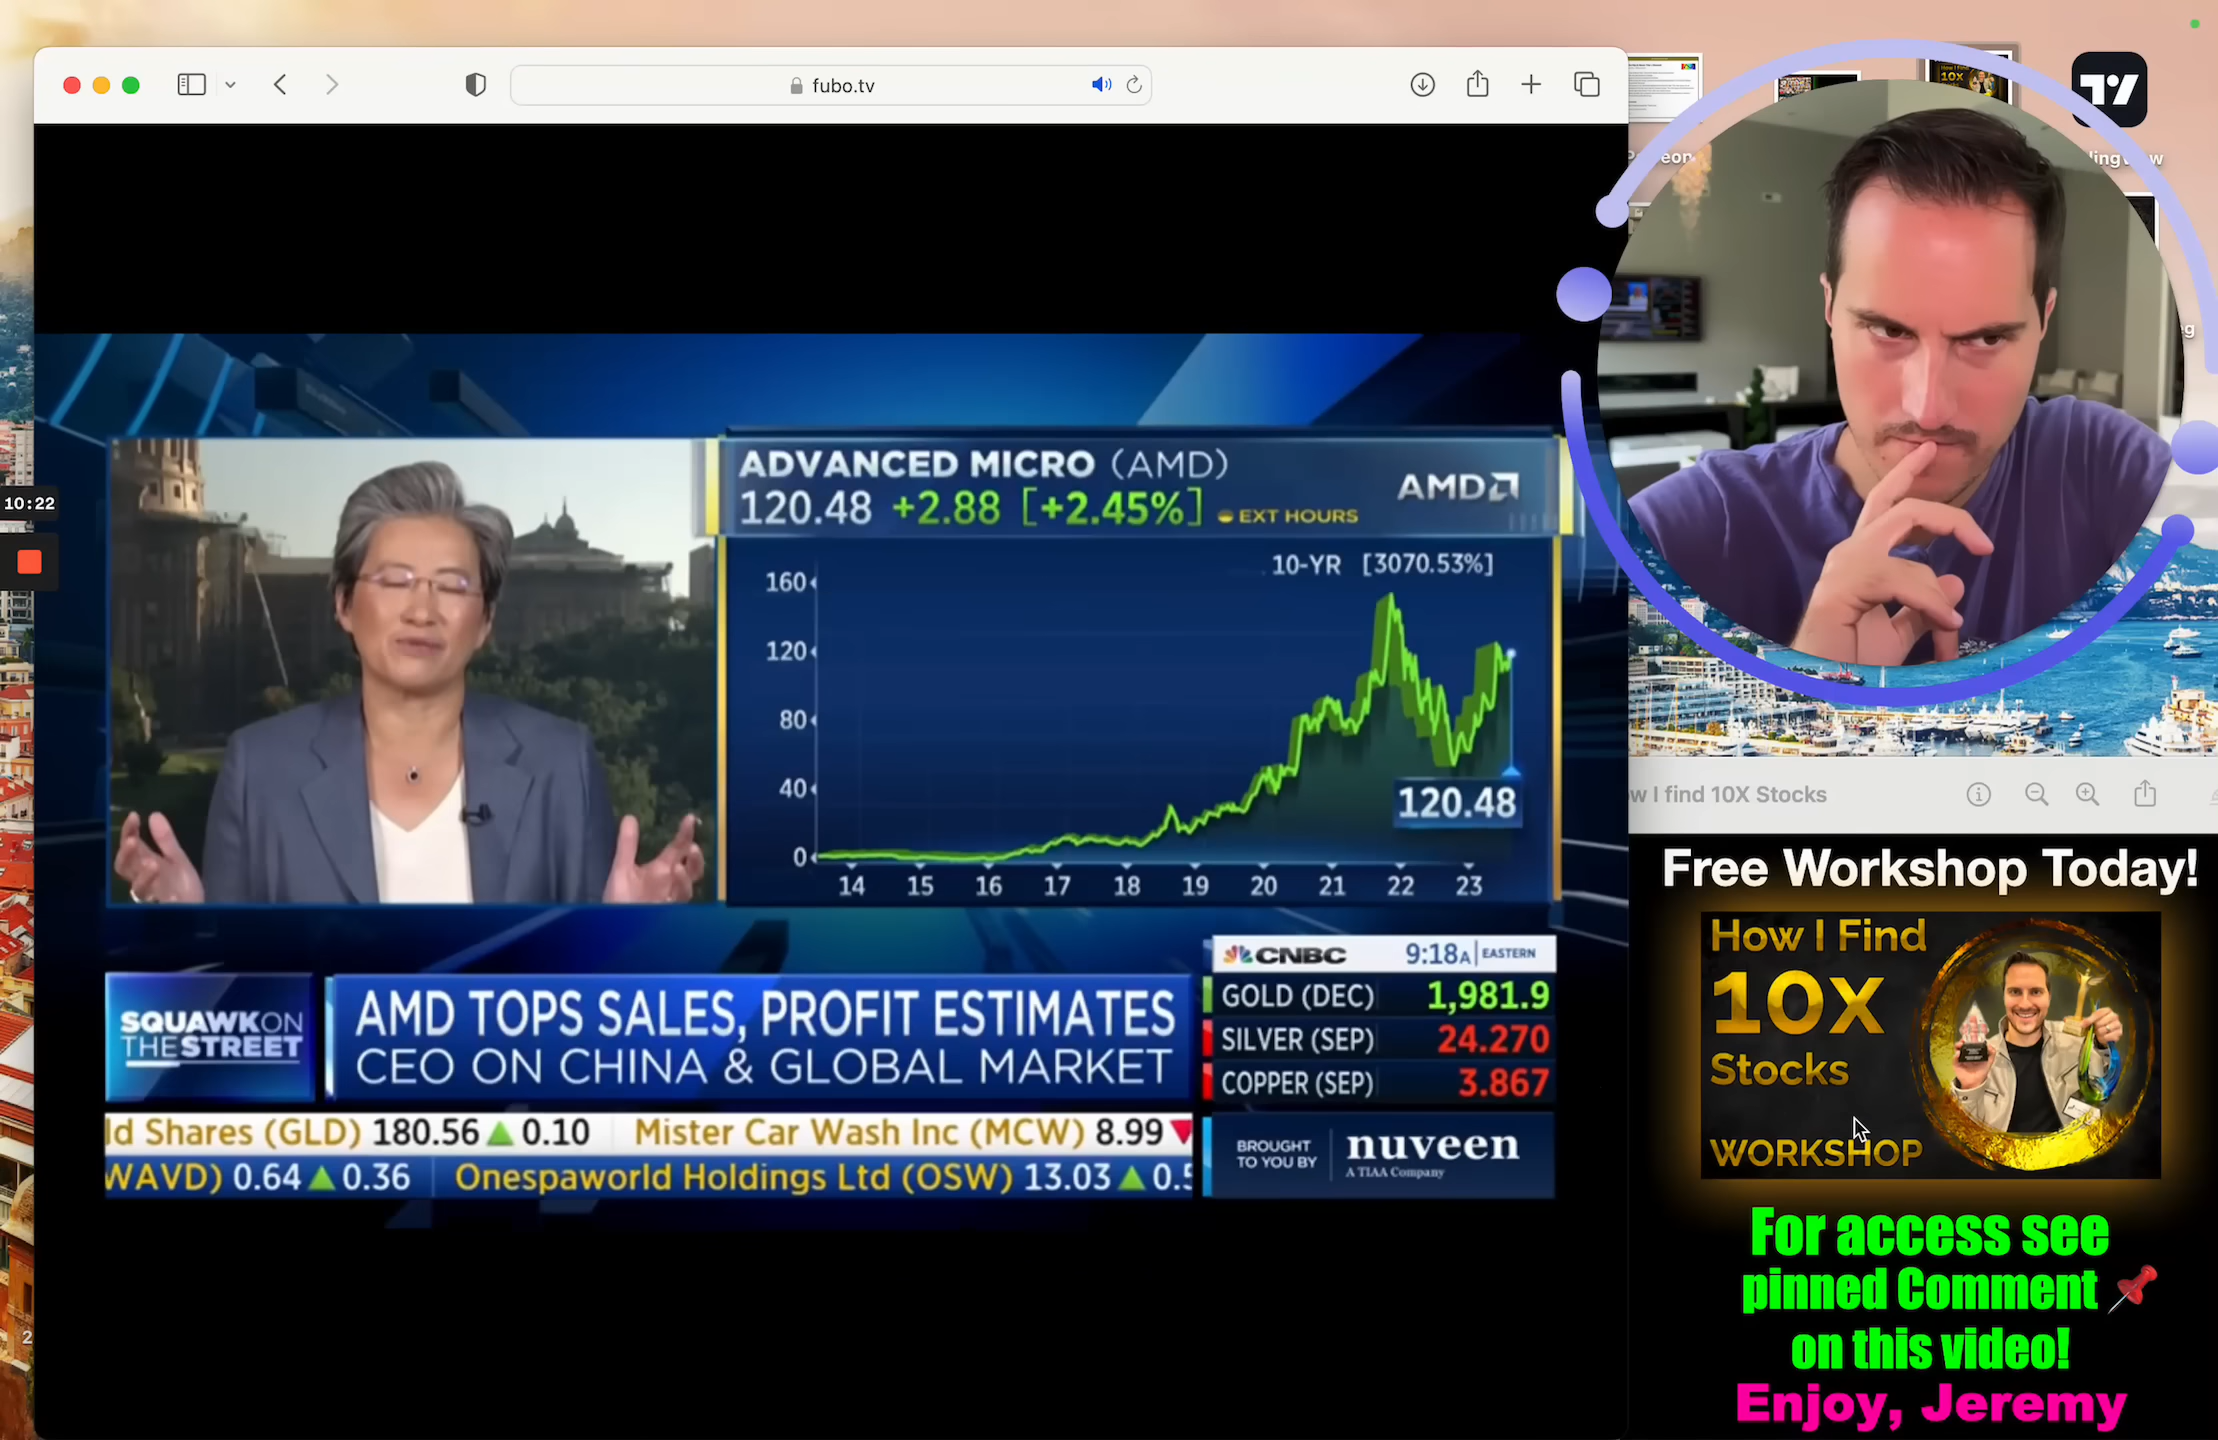 fubo.tv
10:22
ADVANCED MICRO (AMD)
120.48 +2.88 [+2.45%] EXT HOURS
AMD
10-YR [3070.53%]
160
120
80
40
0
120.48
14 15 16 17 18 19 20 21 22 23
SQUAWK ON
THE STREET
AMD TOPS SALES, PROFIT ESTIMATES
CEO ON CHINA & GLOBAL MARKET
CNBC 9:18A EASTERN
GOLD (DEC) 1,981.9
SILVER (SEP) 24.270
COPPER (SEP) 3.867
ld Shares (GLD) 180.56 ▲ 0.10 Mister Car Wash Inc (MCW) 8.99 ▼
WAVD) 0.64 ▲ 0.36 Onespaworld Holdings Ltd (OSW) 13.03 ▲ 0.5
BROUGHT
TO YOU BY
nuveen
A TIAA Company
How I Find
10X
w I find 10X Stocks
Free Workshop Today!
How I Find
10X
Stocks
WORKSHOP
For access see
pinned Comment 📌
on this video!
Enjoy, Jeremy
2